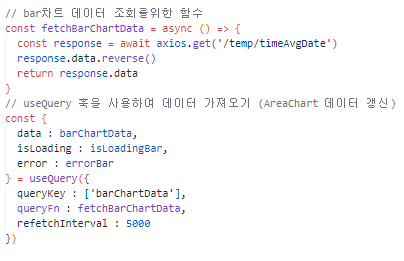 // bar차트 데이터 조회를위한 함수
const fetchBarChartData = async () => {
  const response = await axios.get('/temp/timeAvgDate')
  response.data.reverse()
  return response.data
}
// useQuery 훅을 사용하여 데이터 가져오기 (AreaChart 데이터 갱신)
const {
  data : barChartData,
  isLoading : isLoadingBar,
  error : errorBar
} = useQuery({
  queryKey : ['barChartData'],
  queryFn : fetchBarChartData,
  refetchInterval : 5000
})